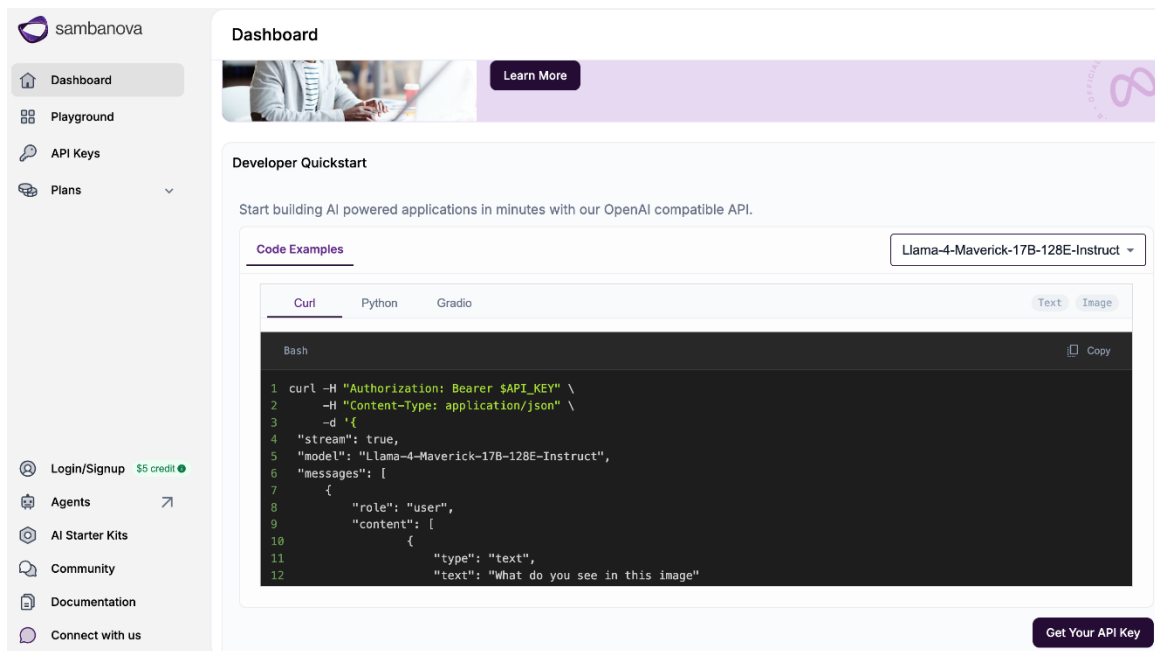 sambanova
Dashboard
Playground
API Keys
Plans
Login/Signup $5 credit
Agents
AI Starter Kits
Community
Documentation
Connect with us
Dashboard
Learn More
Developer Quickstart
Start building AI powered applications in minutes with our OpenAI compatible API.
Code Examples
Llama-4-Maverick-17B-128E-Instruct
Curl Python Gradio Text Image
Bash Copy
1 curl -H "Authorization: Bearer $API_KEY" \
2 -H "Content-Type: application/json" \
3 -d '{
4 "stream": true,
5 "model": "Llama-4-Maverick-17B-128E-Instruct",
6 "messages": [
7 {
8 "role": "user",
9 "content": [
10 {
11 "type": "text",
12 "text": "What do you see in this image"
Get Your API Key